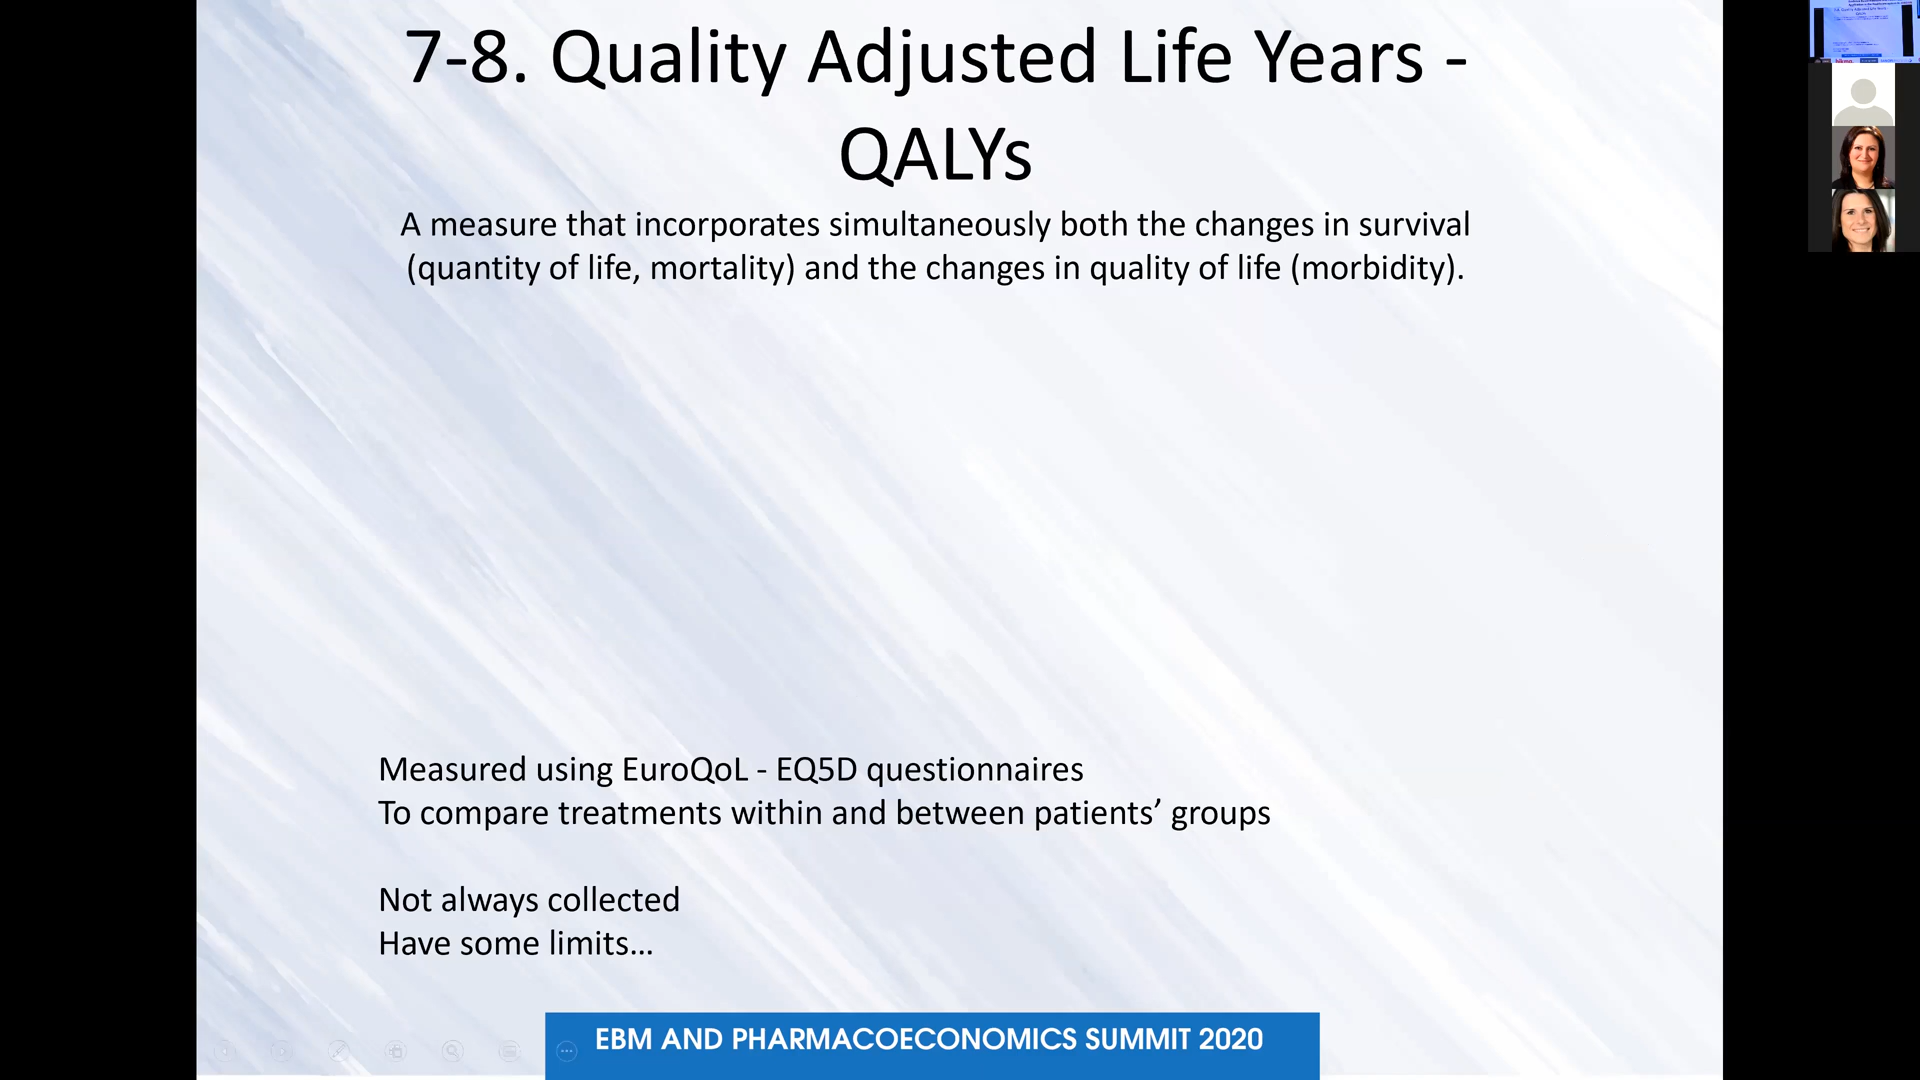 7-8. Quality Adjusted Life Years -
QALYs
A measure that incorporates simultaneously both the changes in survival
(quantity of life, mortality) and the changes in quality of life (morbidity).
Measured using EuroQoL - EQ5D questionnaires
To compare treatments within and between patients’ groups
Not always collected
Have some limits…
EBM AND PHARMACOECONOMICS SUMMIT 2020